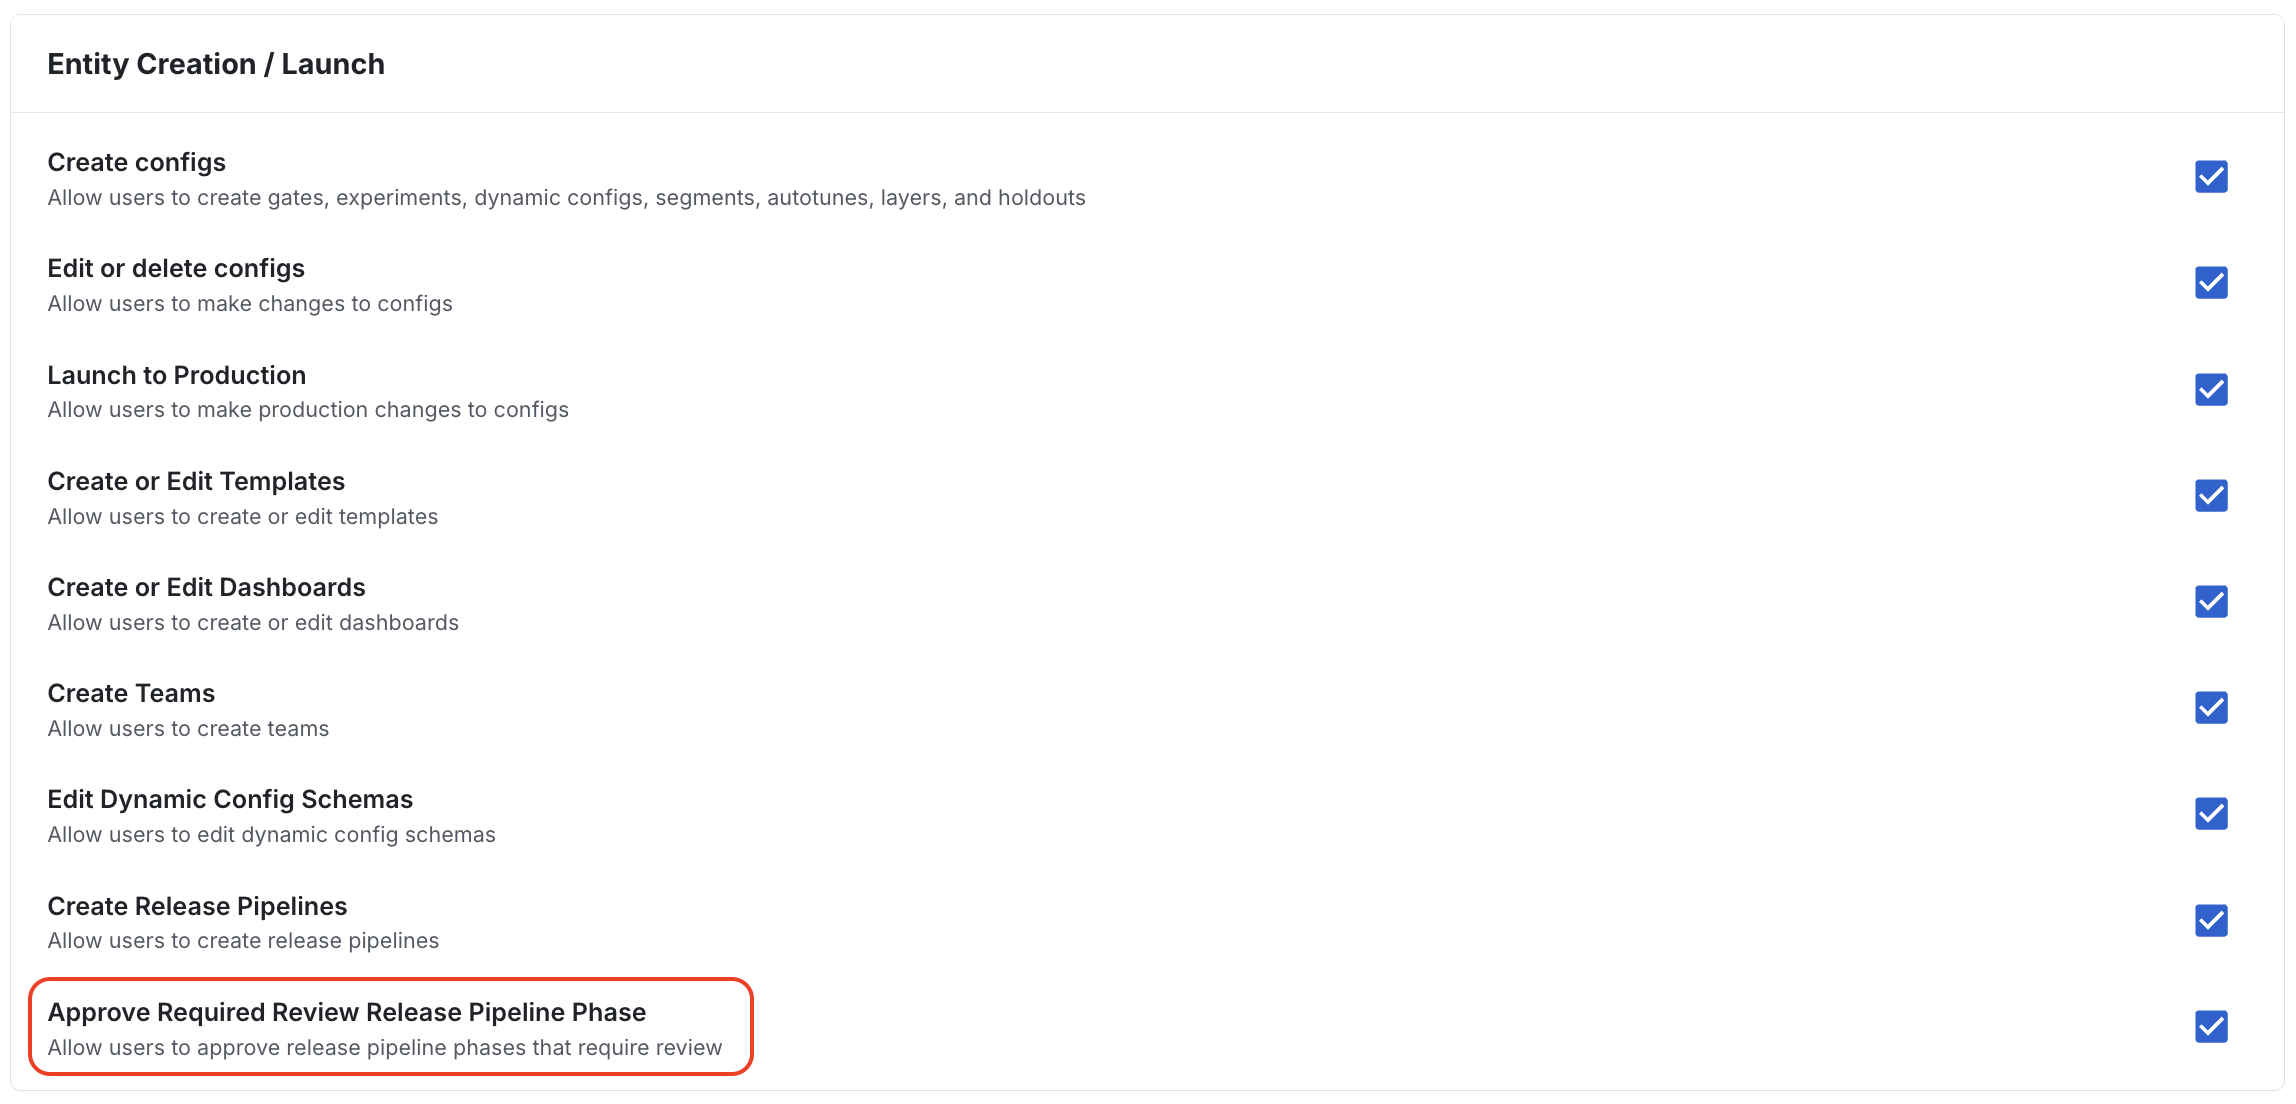 Entity Creation / Launch
Create configs
Allow users to create gates, experiments, dynamic configs, segments, autotunes, layers, and holdouts
Edit or delete configs
Allow users to make changes to configs
Launch to Production
Allow users to make production changes to configs
Create or Edit Templates
Allow users to create or edit templates
Create or Edit Dashboards
Allow users to create or edit dashboards
Create Teams
Allow users to create teams
Edit Dynamic Config Schemas
Allow users to edit dynamic config schemas
Create Release Pipelines
Allow users to create release pipelines
Approve Required Review Release Pipeline Phase
Allow users to approve release pipeline phases that require review